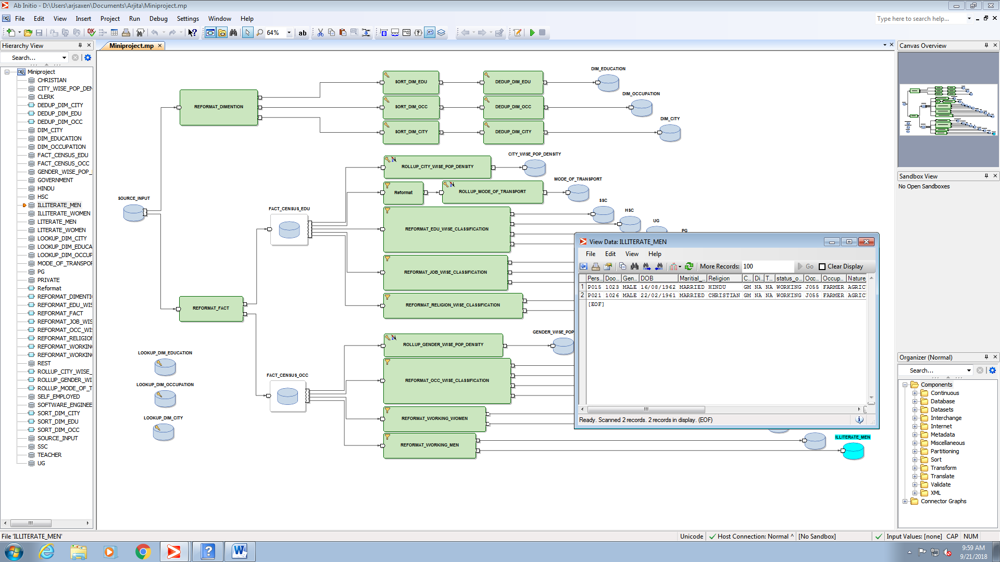 Ab Initio - D:\Users\arjsaxen\Documents\Arjita\Miniproject.mp
File Edit View Insert Project Run Debug Settings Window Help
Type here to search help...
64%
ab
Hierarchy View
Search...
Miniproject
CHRISTIAN
CITY_WISE_POP_DEN
CLERK
DEDUP_DIM_CITY
DEDUP_DIM_EDU
DEDUP_DIM_OCC
DIM_CITY
DIM_EDUCATION
DIM_OCCUPATION
FACT_CENSUS_EDU
FACT_CENSUS_OCC
GENDER_WISE_POP_
GOVERNMENT
HINDU
HSC
ILLITERATE_MEN
ILLITERATE_WOMEN
LITERATE_MEN
LITERATE_WOMEN
LOOKUP_DIM_CITY
LOOKUP_DIM_EDUCA
LOOKUP_DIM_OCCUP
MODE_OF_TRANSPOR
PG
PRIVATE
Reformat
REFORMAT_DIMENTI
REFORMAT_EDU_WIS
REFORMAT_FACT
REFORMAT_JOB_WIS
REFORMAT_OCC_WIS
REFORMAT_RELIGION
REFORMAT_WORKING
REFORMAT_WORKING
REST
ROLLUP_CITY_WISE_
ROLLUP_GENDER_WI
ROLLUP_MODE_OF_T
SELF_EMPLOYED
SOFTWARE_ENGINEE
SORT_DIM_CITY
SORT_DIM_EDU
SORT_DIM_OCC
SOURCE_INPUT
SSC
TEACHER
UG
Miniproject.mp
DIM_EDUCATION
SORT_DIM_EDU
DEDUP_DIM_EDU
DIM_OCCUPATION
REFORMAT_DIMENTION
SORT_DIM_OCC
DEDUP_DIM_OCC
DIM_CITY
SORT_DIM_CITY
DEDUP_DIM_CITY
CITY_WISE_POP_DENSITY
ROLLUP_CITY_WISE_POP_DENSITY
MODE_OF_TRANSPORT
Reformat
ROLLUP_MODE_OF_TRANSPORT
SOURCE_INPUT
SSC
FACT_CENSUS_EDU
HSC
UG
PG
REFORMAT_EDU_WISE_CLASSIFICATION
REFORMAT_JOB_WISE_CLASSIFICATION
REFORMAT_RELIGION_WISE_CLASSIFICATION
REFORMAT_FACT
GENDER_WISE_POP
ROLLUP_GENDER_WISE_POP_DENSITY
LOOKUP_DIM_EDUCATION
FACT_CENSUS_OCC
REFORMAT_OCC_WISE_CLASSIFICATION
LOOKUP_DIM_OCCUPATION
LOOKUP_DIM_CITY
REFORMAT_WORKING_WOMEN
REFORMAT_WORKING_MEN
ILLITERATE_MEN
View Data: ILLITERATE_MEN
File Edit View Help
More Records: 100 Go Clear Display
Pers... Doo... Gen... DOB Maritial_... Religion C... Di... T... status_o... Occ... Occup... Nature_
1 P015 1023 MALE 16/08/1962 MARRIED HINDU GM NA NA WORKING J055 FARMER AGRIC
2 P021 1026 MALE 22/02/1961 MARRIED CHRISTIAN GM NA NA WORKING J055 FARMER AGRIC
[EOF]
Ready. Scanned 2 records. 2 records in display. (EOF)
Canvas Overview
Sandbox View
No Open Sandboxes
Organizer (Normal)
Search...
Components
Continuous
Database
Datasets
Interchange
Internet
Metadata
Miscellaneous
Partitioning
Sort
Transform
Translate
Validate
XML
Connector Graphs
File 'ILLITERATE_MEN'
Unicode Host Connection: Normal ^ [No Sandbox] Input Values: [none] CAP NUM
9:59 AM
9/21/2018